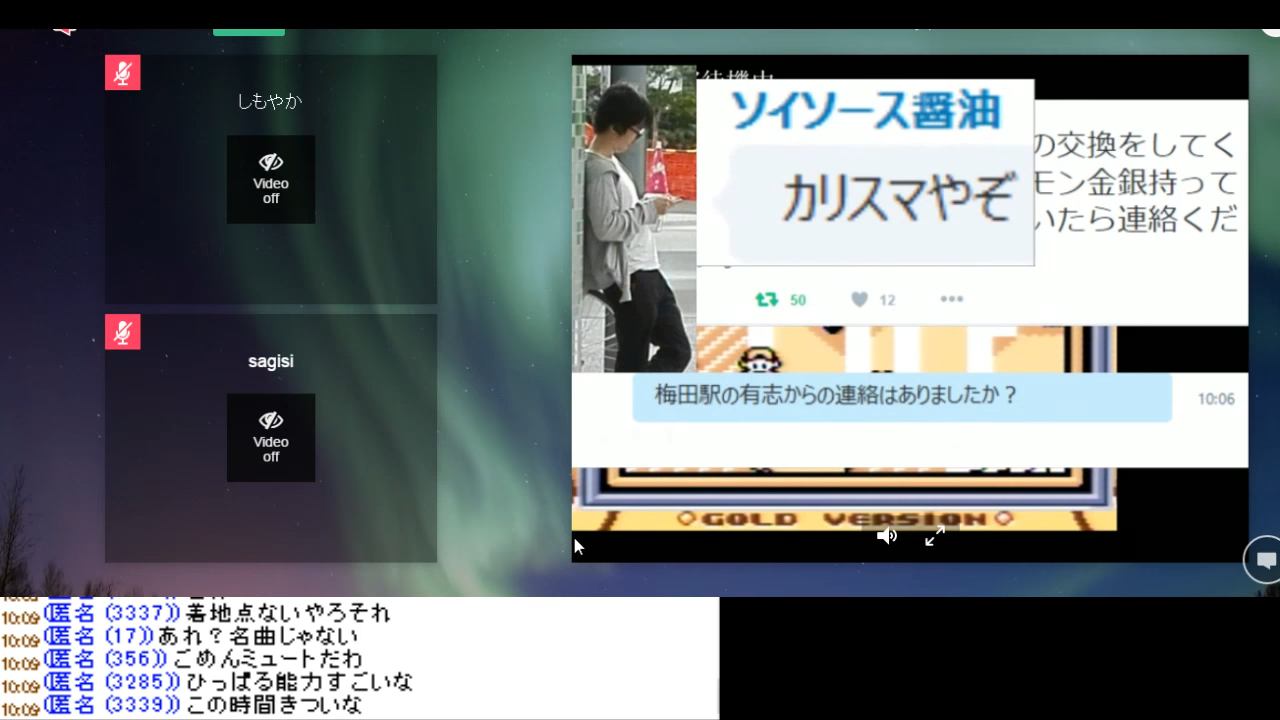 しもやか
Video
off
sagisi
Video
off
待機中
ソイソース醤油
カリスマやぞ
の交換をしてく
モン金銀持って
いたら連絡くだ
50
12
梅田駅の有志からの連絡はありましたか？
10:06
GOLD VERSION
10:09 (匿名 (3337)) 着地点ないやろそれ
10:09 (匿名 (17)) あれ？名曲じゃない
10:09 (匿名 (356)) ごめんミュートだわ
10:09 (匿名 (3285)) ひっぱる能力すごいな
10:09 (匿名 (3339)) この時間きついな